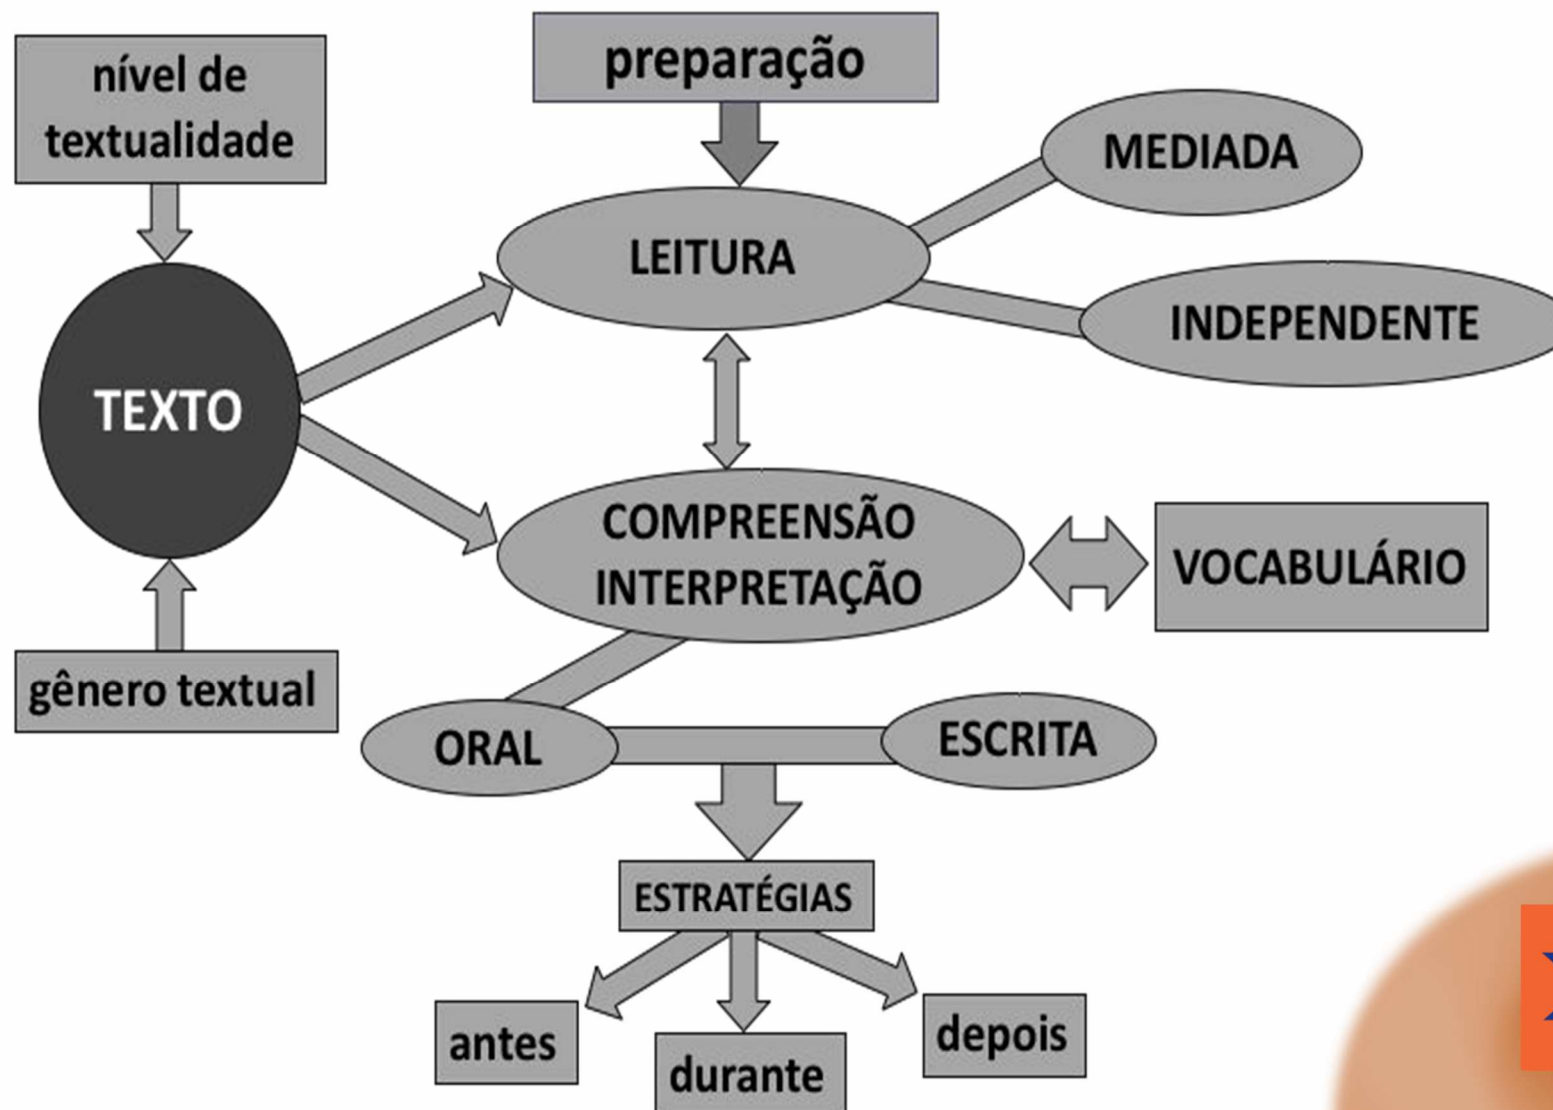 nível de
textualidade
preparação
MEDIADA
LEITURA
INDEPENDENTE
TEXTO
COMPREENSÃO
INTERPRETAÇÃO
VOCABULÁRIO
gênero textual
ORAL
ESCRITA
ESTRATÉGIAS
antes
durante
depois